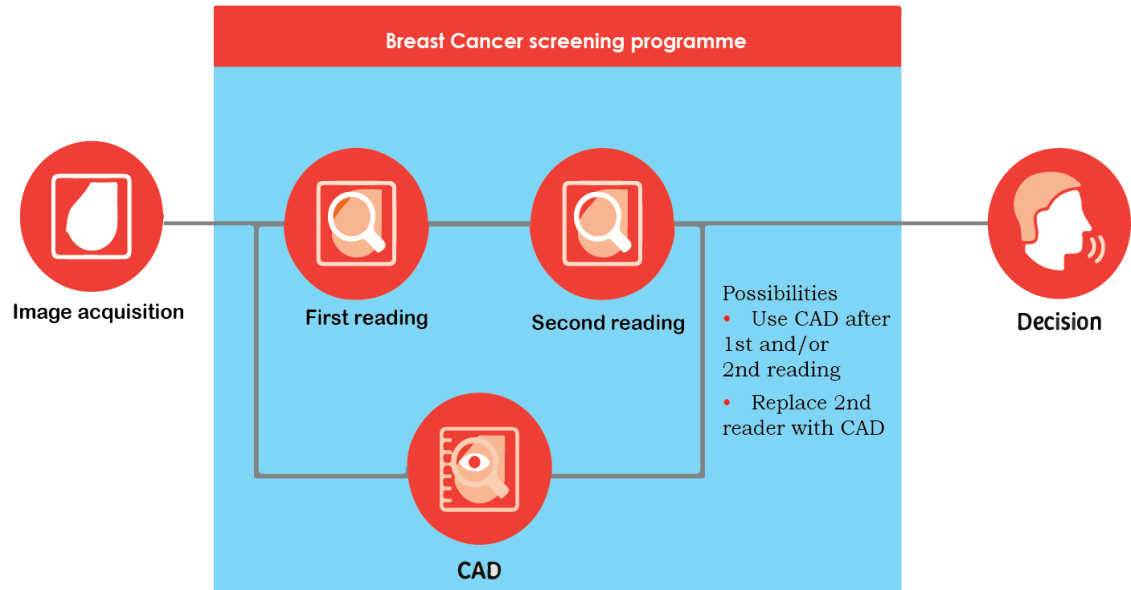 Breast Cancer screening programme
Image acquisition
First reading
Second reading
Possibilities
• Use CAD after
1st and/or
2nd reading
• Replace 2nd
reader with CAD
Decision
CAD